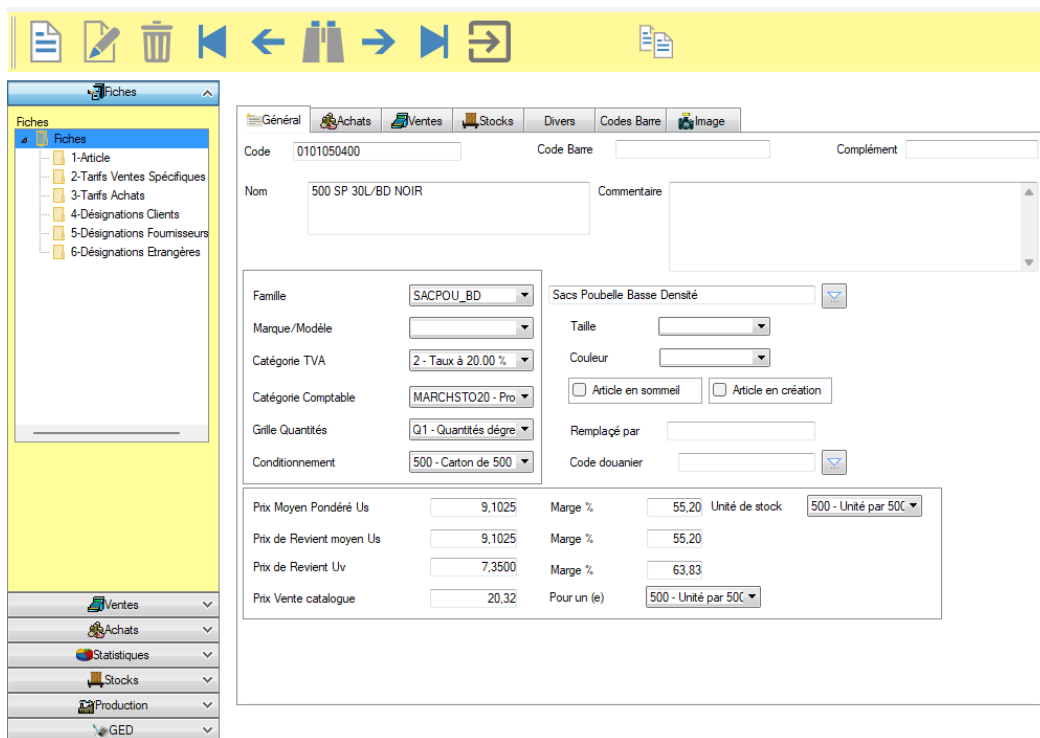 Fiches
Fiches
Fiches
1-Article
2-Tarifs Ventes Spécifiques
3-Tarifs Achats
4-Désignations Clients
5-Désignations Fournisseurs
6-Désignations Etrangères
Ventes
Achats
Statistiques
Stocks
Production
GED
Général Achats Ventes Stocks Divers Codes Barre Image
Code 0101050400 Code Barre Complément
Nom 500 SP 30L/BD NOIR Commentaire
Famille SACPOU_BD Sacs Poubelle Basse Densité
Marque/Modèle Taille
Catégorie TVA 2 - Taux à 20.00 % Couleur
Article en sommeil Article en création
Catégorie Comptable MARCHSTO20 - Pro
Grille Quantités Q1 - Quantités dégre Remplaçé par
Conditionnement 500 - Carton de 500 Code douanier
Prix Moyen Pondéré Us 9,1025 Marge % 55,20 Unité de stock 500 - Unité par 500
Prix de Revient moyen Us 9,1025 Marge % 55,20
Prix de Revient Uv 7,3500 Marge % 63,83
Prix Vente catalogue 20,32 Pour un (e) 500 - Unité par 500